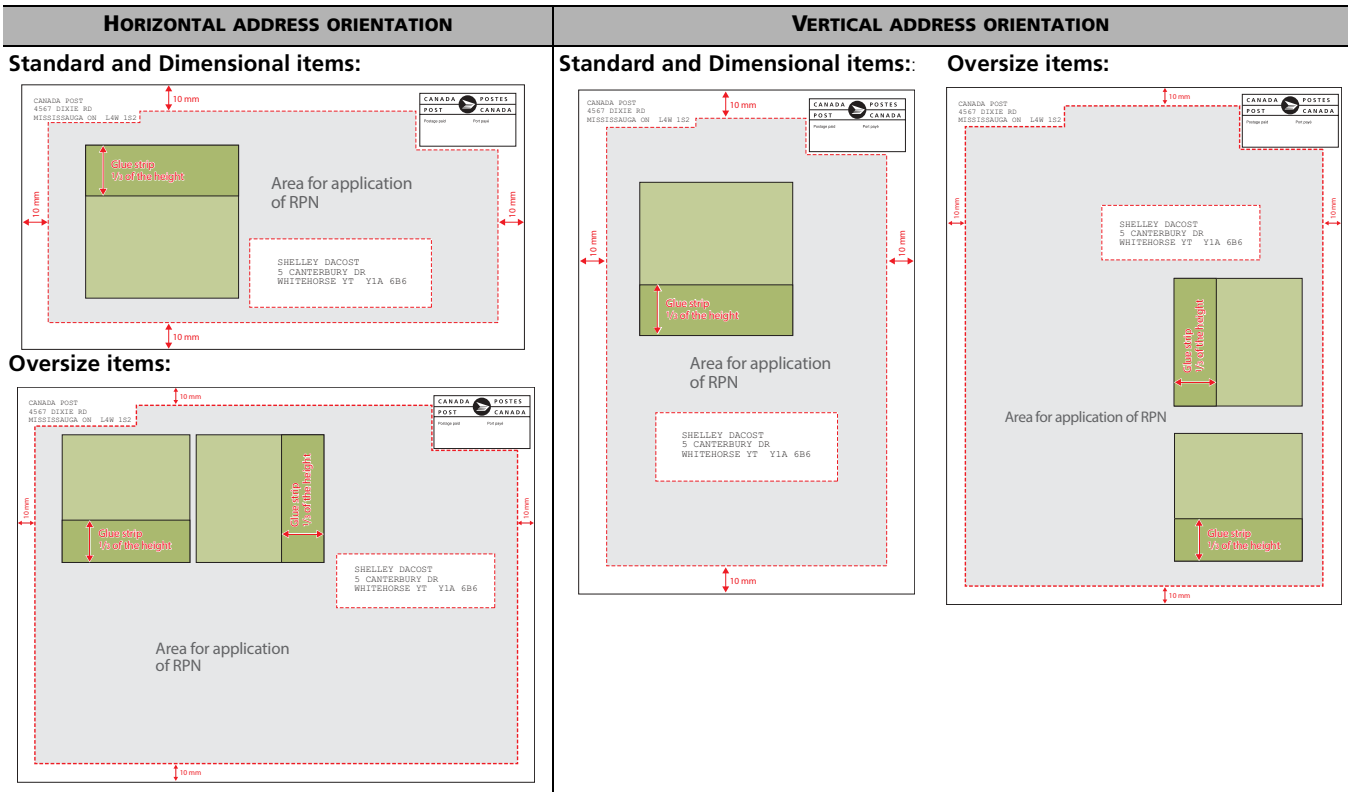 HORIZONTAL ADDRESS ORIENTATION
Standard and Dimensional items:
CANADA POST
4567 DIXIE RD
MISSISSAUGA ON L4W 1S2
10 mm
CANADA POSTES
POST CANADA
Postage paid Port payé
Glue strip
⅓ of the height
Area for application
of RPN
10 mm
10 mm
SHELLEY DACOST
5 CANTERBURY DR
WHITEHORSE YT Y1A 6B6
10 mm
Oversize items:
CANADA POST
4567 DIXIE RD
MISSISSAUGA ON L4W 1S2
10 mm
CANADA POSTES
POST CANADA
Postage paid Port payé
Glue strip
⅓ of the height
Glue strip
⅓ of the height
10 mm
10 mm
SHELLEY DACOST
5 CANTERBURY DR
WHITEHORSE YT Y1A 6B6
Area for application
of RPN
10 mm
VERTICAL ADDRESS ORIENTATION
Standard and Dimensional items::
CANADA POST
4567 DIXIE RD
MISSISSAUGA ON L4W 1S2
10 mm
CANADA POSTES
POST CANADA
Postage paid Port payé
10 mm
10 mm
Glue strip
⅓ of the height
Area for application
of RPN
SHELLEY DACOST
5 CANTERBURY DR
WHITEHORSE YT Y1A 6B6
10 mm
Oversize items:
CANADA POST
4567 DIXIE RD
MISSISSAUGA ON L4W 1S2
10 mm
CANADA POSTES
POST CANADA
Postage paid Port payé
10 mm
10 mm
SHELLEY DACOST
5 CANTERBURY DR
WHITEHORSE YT Y1A 6B6
Glue strip
⅓ of the height
Area for application of RPN
Glue strip
⅓ of the height
10 mm